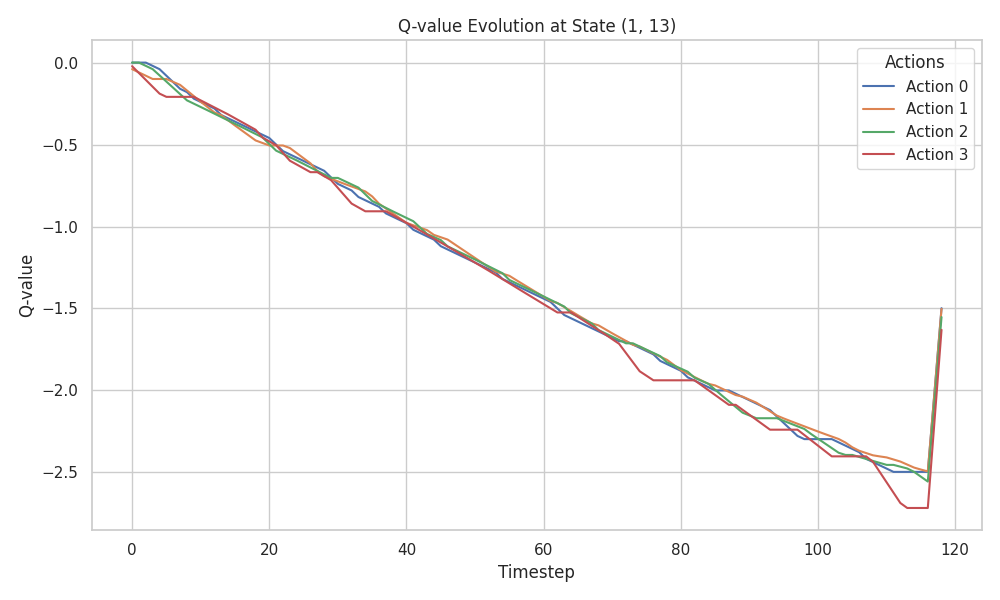 Q-value Evolution at State (1, 13)
Actions
Action 0
Action 1
Action 2
Action 3
Q-value
0.0
−0.5
−1.0
−1.5
−2.0
−2.5
0 20 40 60 80 100 120
Timestep